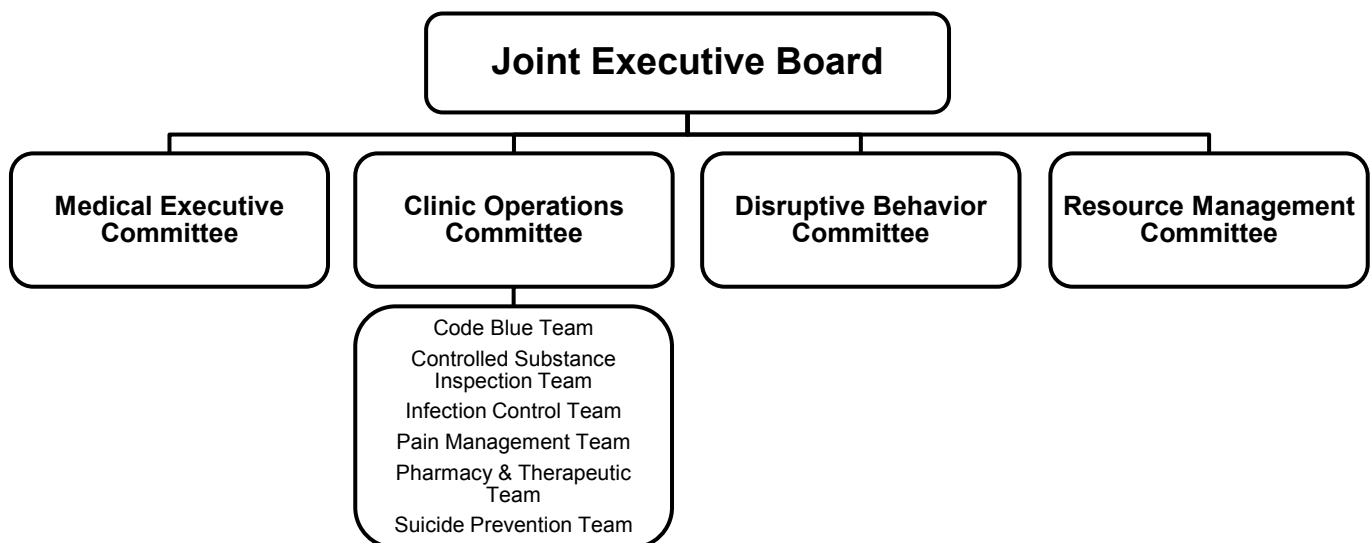 Joint Executive Board
Medical Executive
Committee
Clinic Operations
Committee
Disruptive Behavior
Committee
Resource Management
Committee
Code Blue Team
Controlled Substance
Inspection Team
Infection Control Team
Pain Management Team
Pharmacy & Therapeutic
Team
Suicide Prevention Team